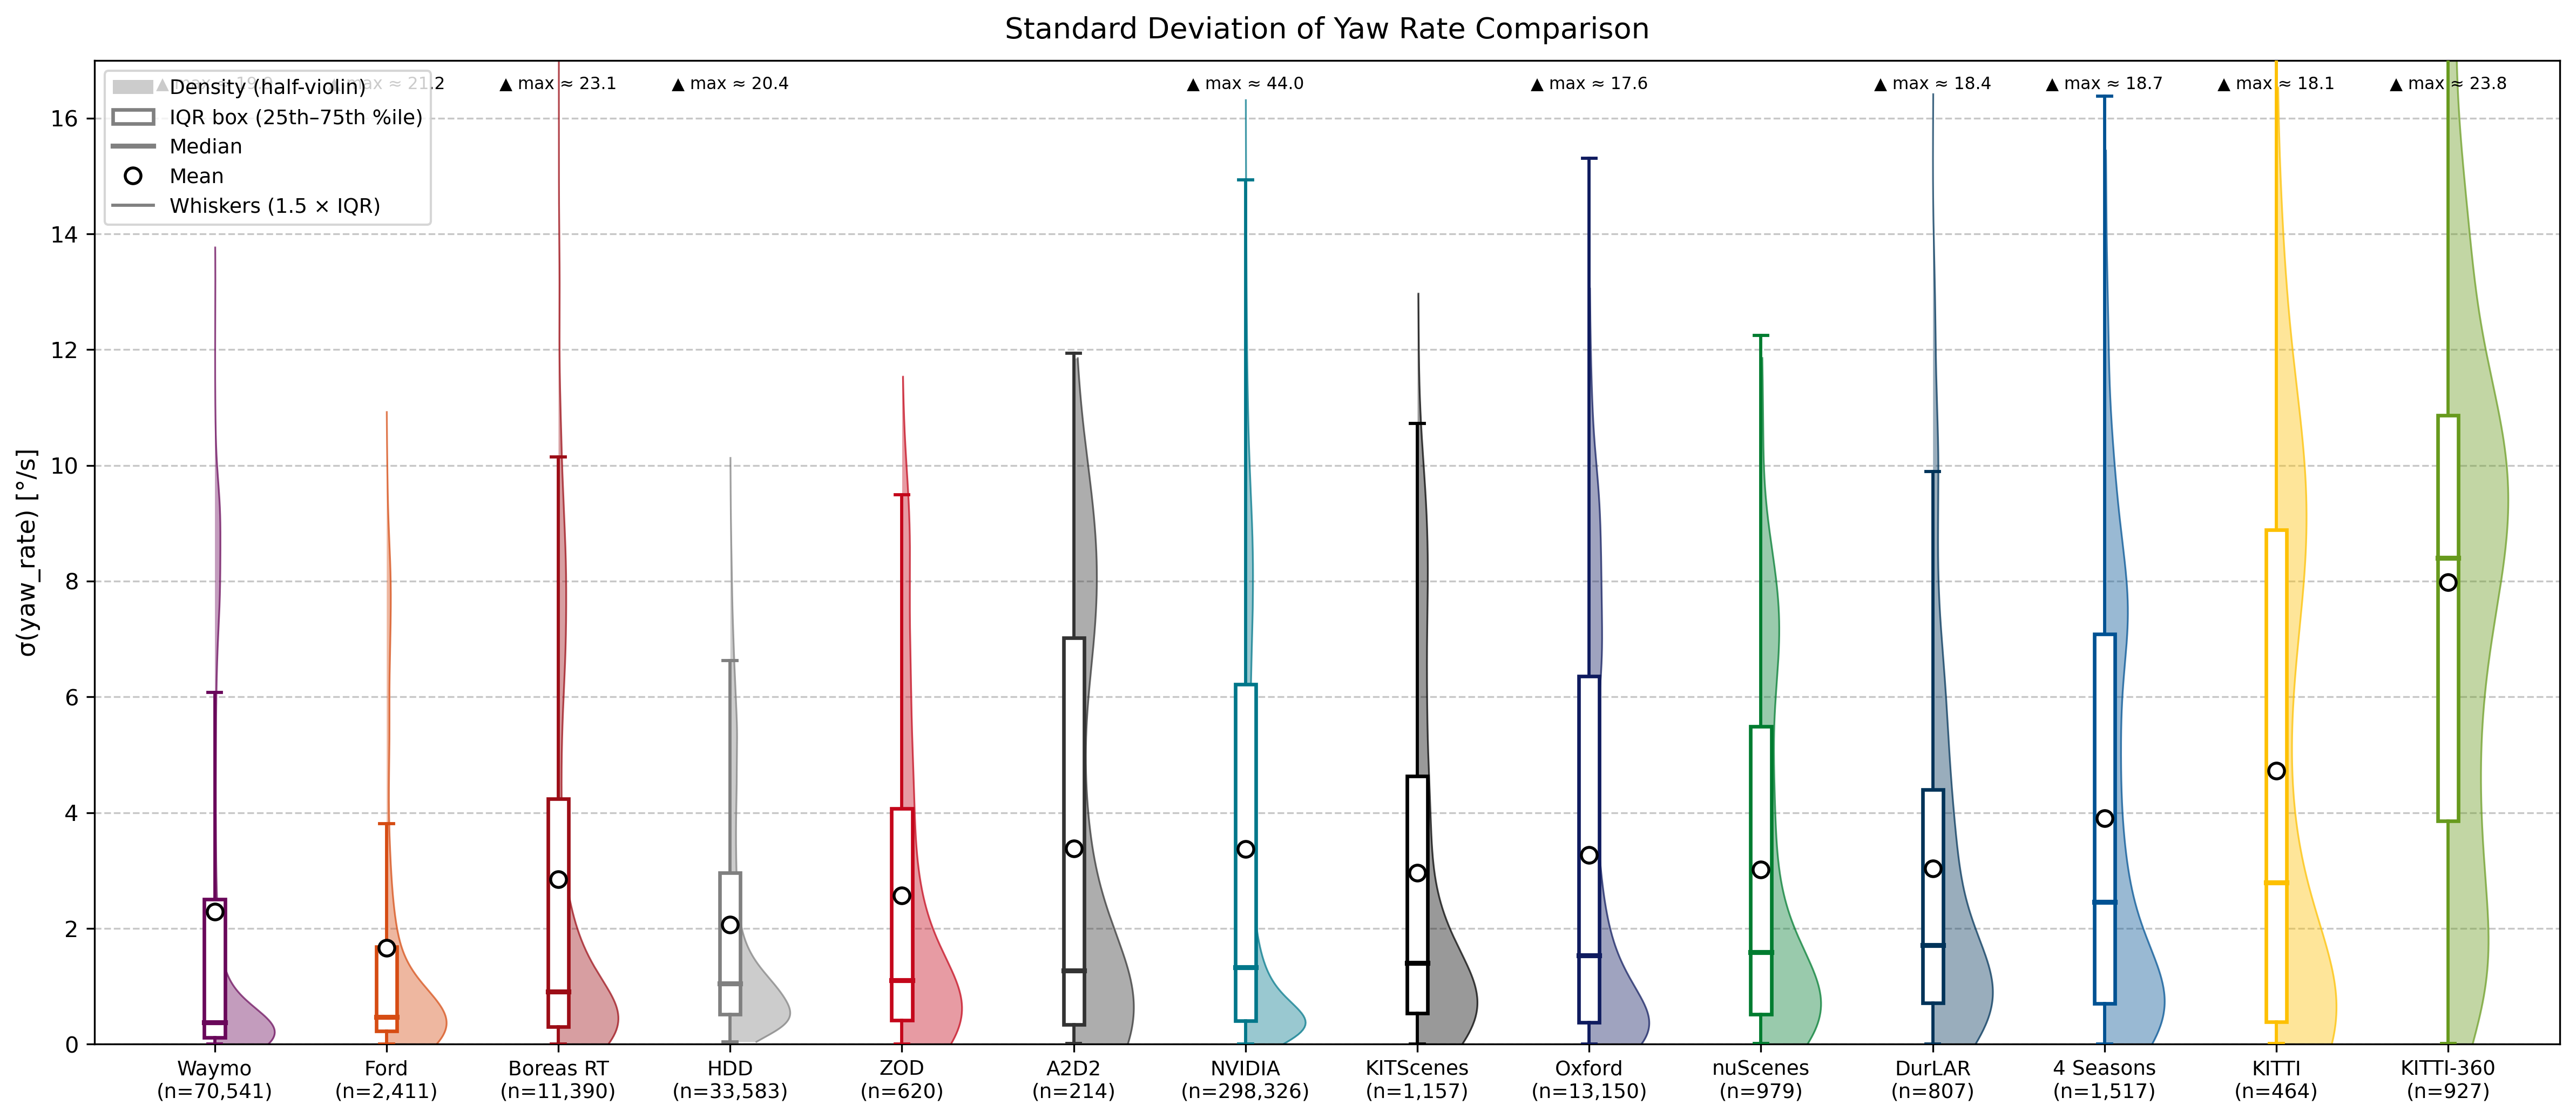 Standard Deviation of Yaw Rate Comparison
▲ max ≈ 21.2
▲ max ≈ 23.1
▲ max ≈ 20.4
▲ max ≈ 44.0
▲ max ≈ 17.6
▲ max ≈ 18.4
▲ max ≈ 18.7
▲ max ≈ 18.1
▲ max ≈ 23.8
Density (half-violin)
IQR box (25th–75th %ile)
Median
Mean
Whiskers (1.5 × IQR)
σ(yaw_rate) [°/s]
16
14
12
10
8
6
4
2
0
Waymo
(n=70,541)
Ford
(n=2,411)
Boreas RT
(n=11,390)
HDD
(n=33,583)
ZOD
(n=620)
A2D2
(n=214)
NVIDIA
(n=298,326)
KITScenes
(n=1,157)
Oxford
(n=13,150)
nuScenes
(n=979)
DurLAR
(n=807)
4 Seasons
(n=1,517)
KITTI
(n=464)
KITTI-360
(n=927)